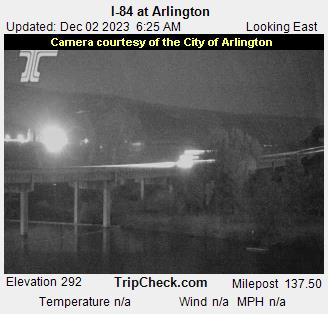 I-84 at Arlington
Updated: Dec 02 2023 6:25 AM Looking East
Camera courtesy of the City of Arlington
Elevation 292 TripCheck.com Milepost 137.50
Temperature n/a Wind n/a MPH n/a